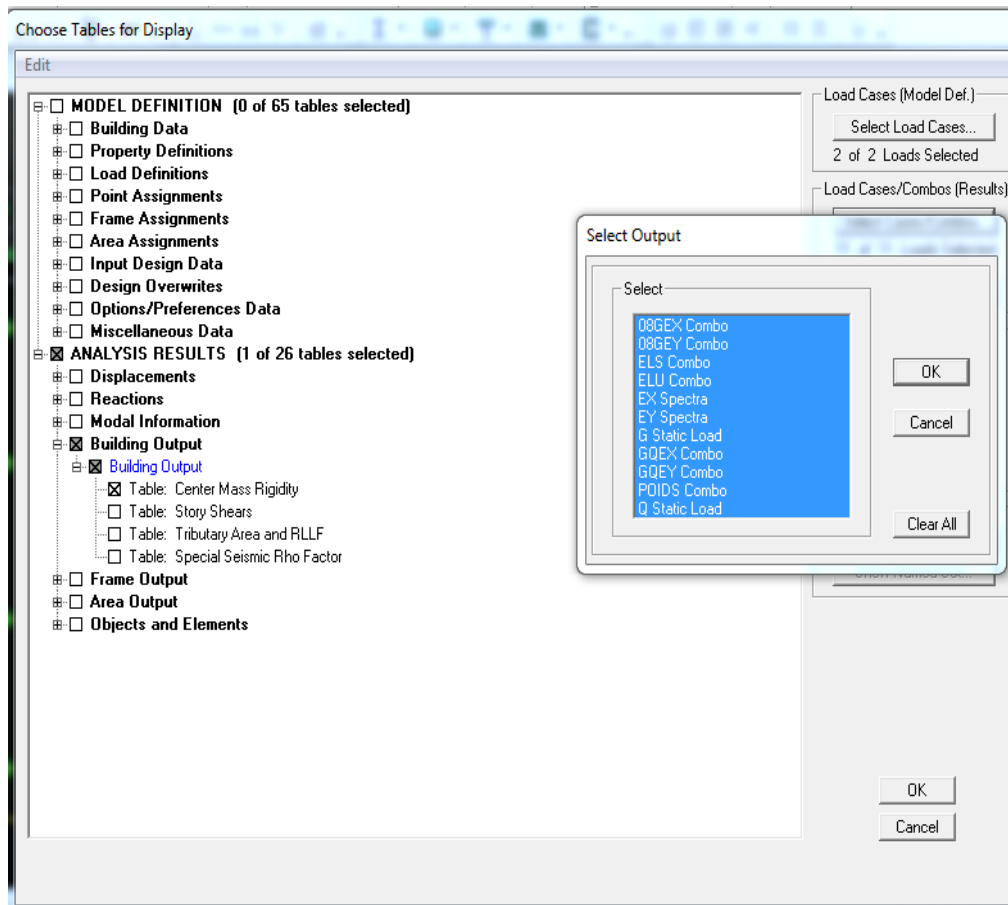 Choose Tables for Display
Edit
MODEL DEFINITION (0 of 65 tables selected)
Building Data
Property Definitions
Load Definitions
Point Assignments
Frame Assignments
Area Assignments
Input Design Data
Design Overwrites
Options/Preferences Data
Miscellaneous Data
ANALYSIS RESULTS (1 of 26 tables selected)
Displacements
Reactions
Modal Information
Building Output
Building Output
Table: Center Mass Rigidity
Table: Story Shears
Table: Tributary Area and RLLF
Table: Special Seismic Rho Factor
Frame Output
Area Output
Objects and Elements
Load Cases (Model Def.)
Select Load Cases...
2 of 2 Loads Selected
Load Cases/Combos (Results)
Select Output
Select
08GEX Combo
08GEY Combo
ELS Combo
ELU Combo
EX Spectra
EY Spectra
G Static Load
GQEX Combo
GQEY Combo
POIDS Combo
Q Static Load
OK
Cancel
Clear All
OK
Cancel